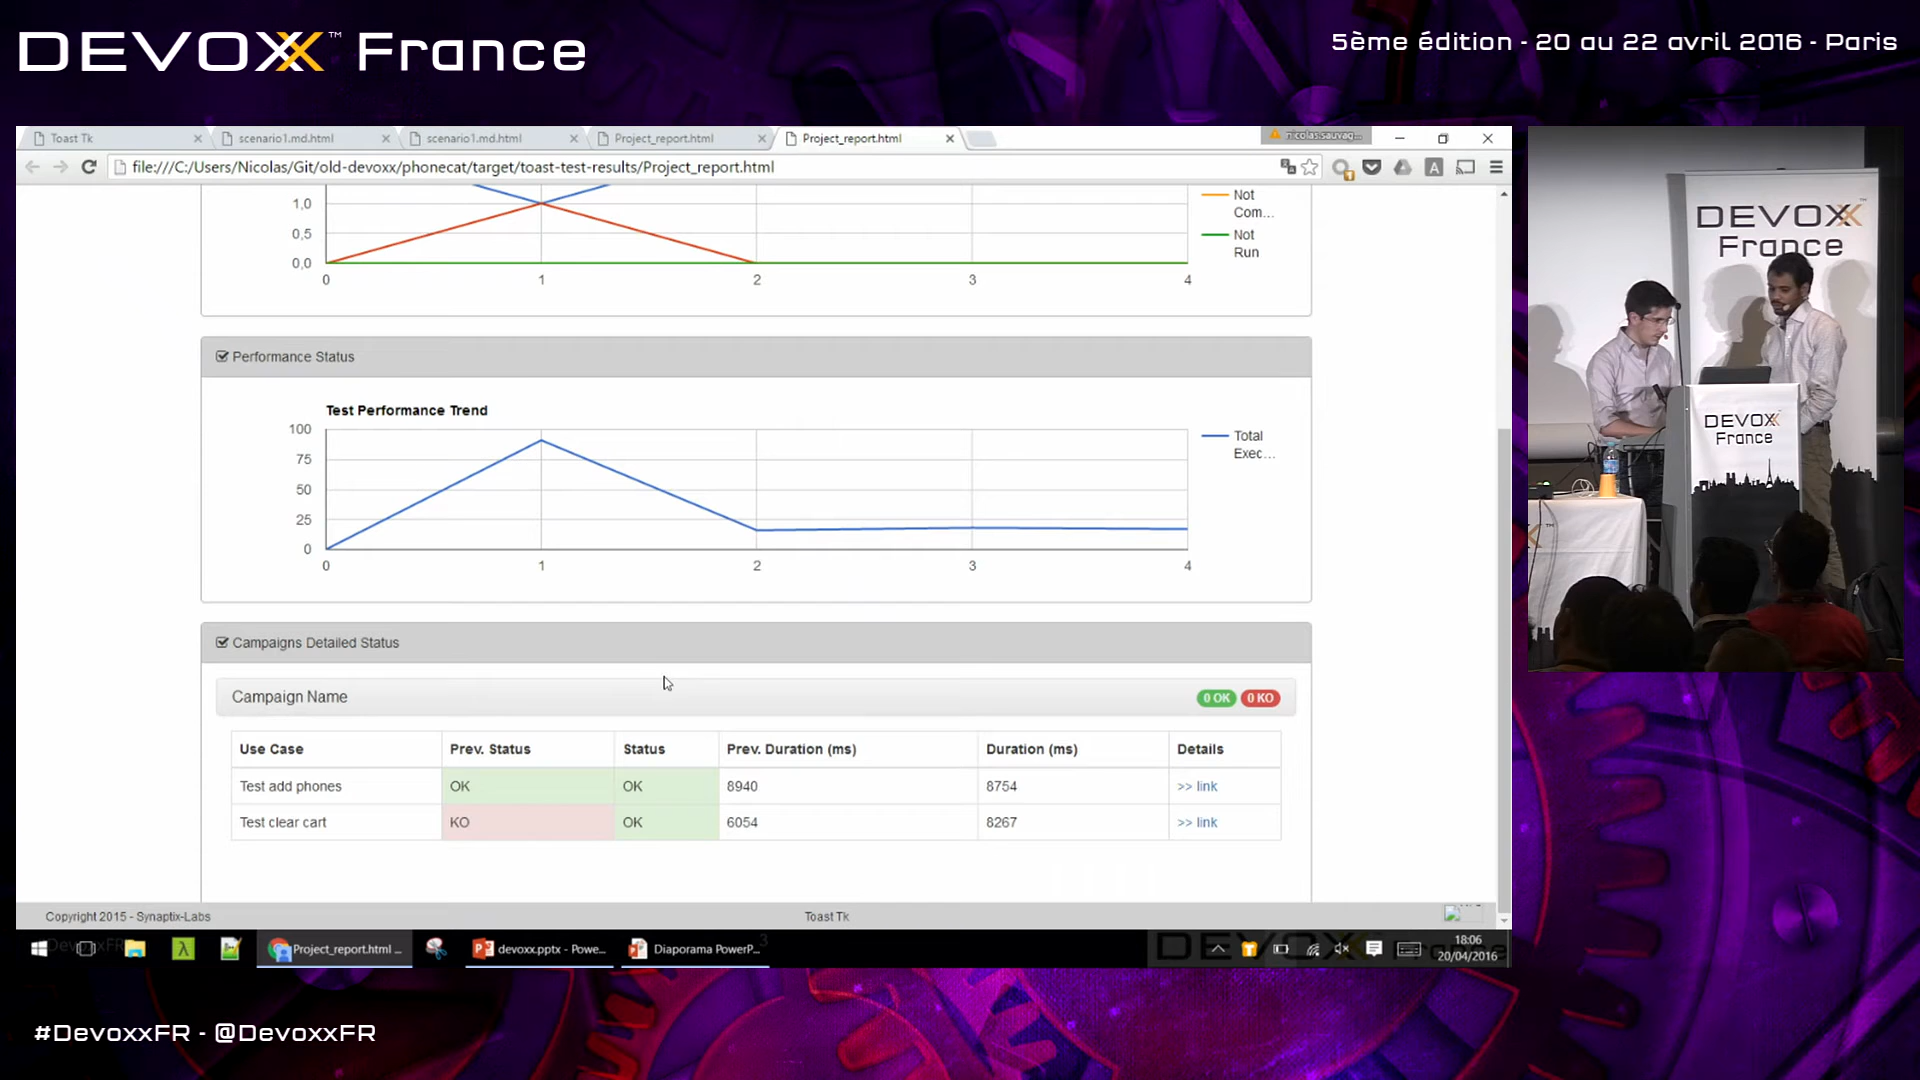 DEVOXX™ France
5ème édition - 20 au 22 avril 2016 - Paris
Toast Tk
scenario1.md.html
scenario1.md.html
Project_report.html
Project_report.html
nicolas.sauvag...
file:///C:/Users/Nicolas/Git/old-devoxx/phonecat/target/toast-test-results/Project_report.html
1,0
0,5
0,0
0 1 2 3 4
Not
Com...
Not
Run
Performance Status
Test Performance Trend
100
75
50
25
0
0 1 2 3 4
Total
Exec...
Campaigns Detailed Status
Campaign Name
0 OK 0 KO
Use Case Prev. Status Status Prev. Duration (ms) Duration (ms) Details
Test add phones OK OK 8940 8754 >> link
Test clear cart KO OK 6054 8267 >> link
Copyright 2015 - Synaptix-Labs
Toast Tk
Project_report.html ...
devoxx.pptx - Powe...
Diaporama PowerP...
18:06
20/04/2016
DEVOXX™
France
DEVOXX
France
#DevoxxFR - @DevoxxFR